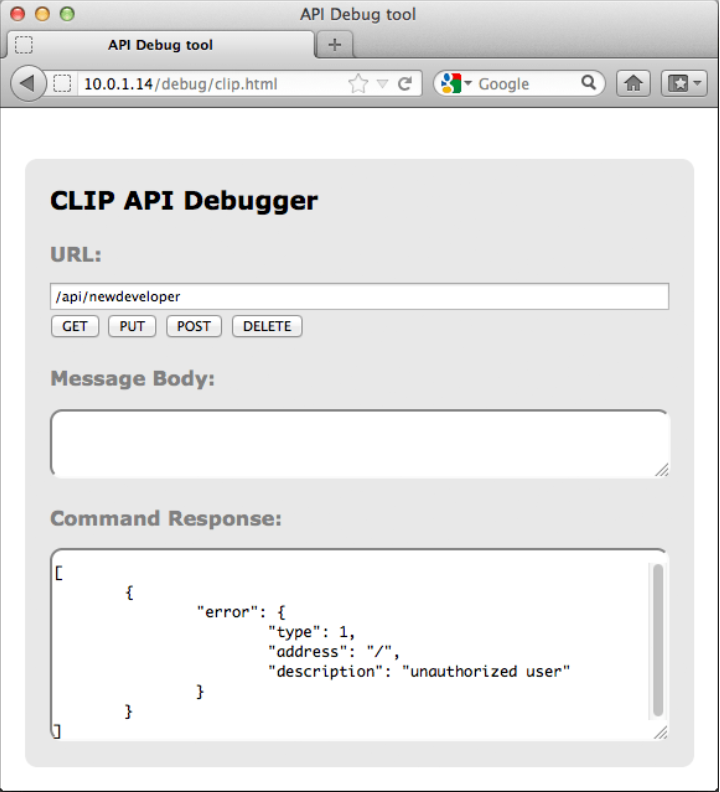 API Debug tool
API Debug tool
10.0.1.14/debug/clip.html
Google
CLIP API Debugger
URL:
/api/newdeveloper
GET PUT POST DELETE
Message Body:
Command Response:
[
{
"error": {
"type": 1,
"address": "/",
"description": "unauthorized user"
}
}
]